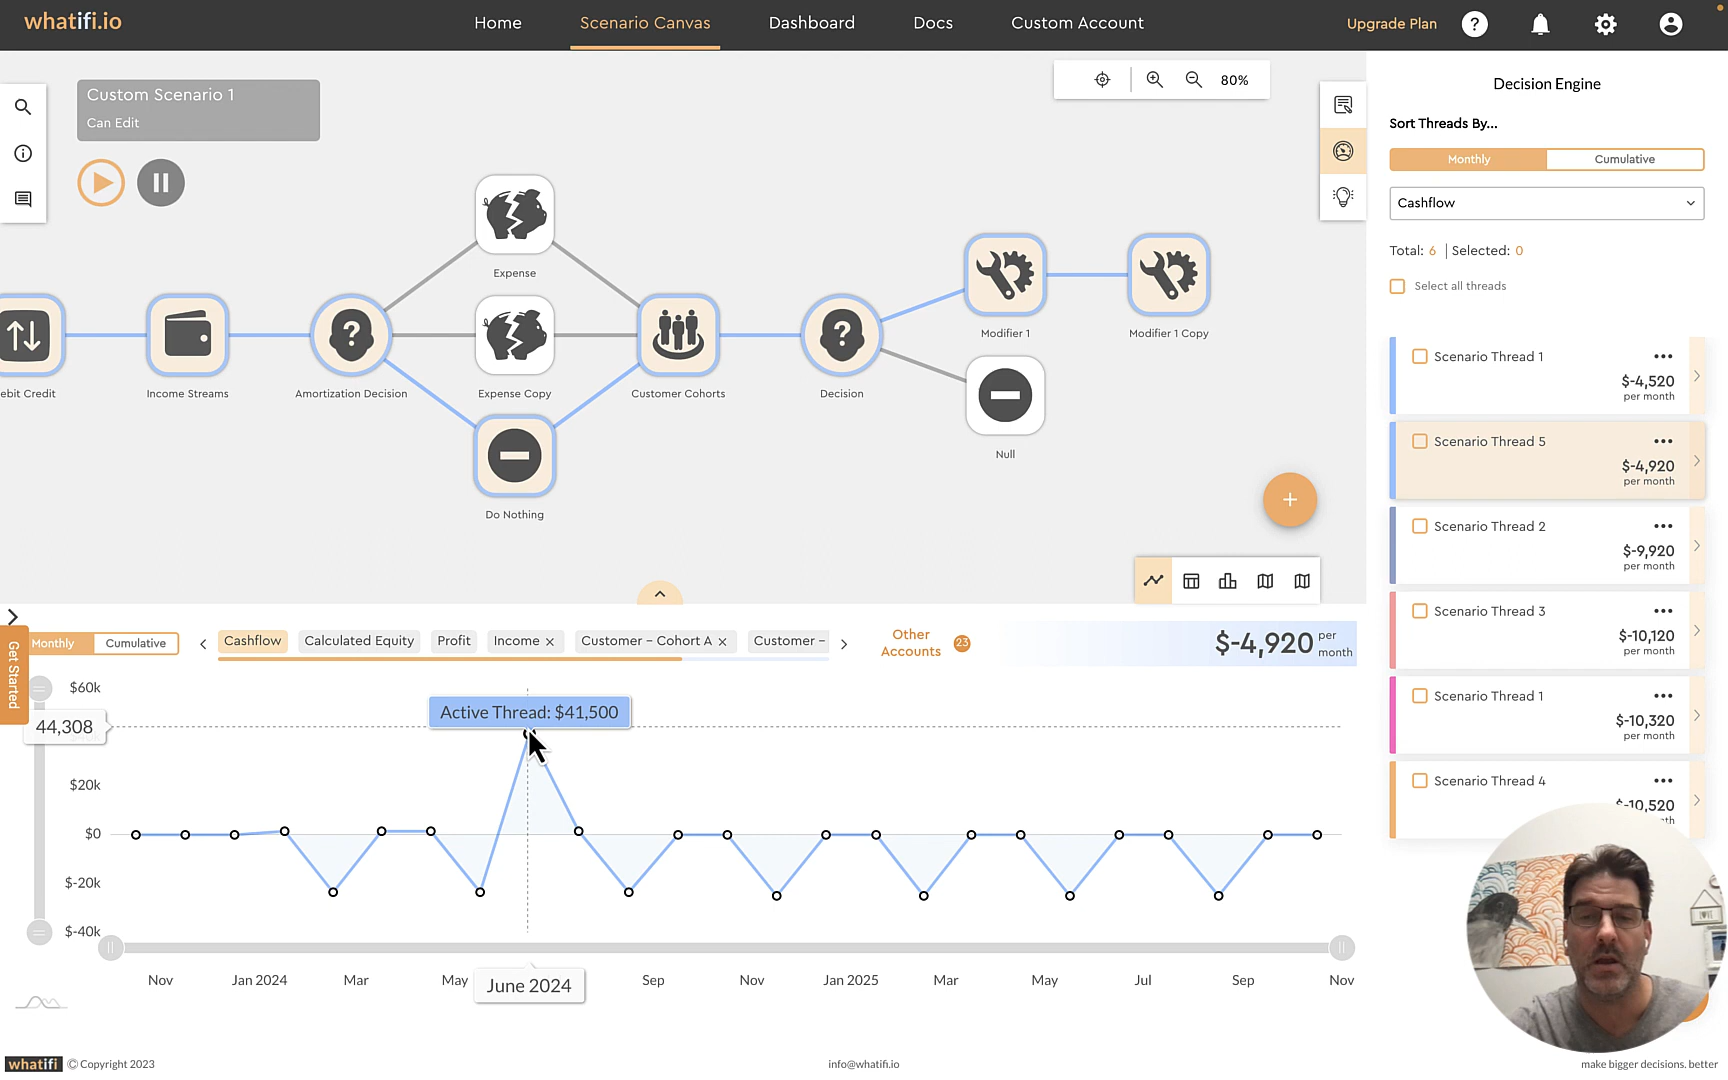 whatifi.io
Home
Scenario Canvas
Dashboard
Docs
Custom Account
Upgrade Plan
?
Custom Scenario 1
Can Edit
80%
Expense
ebit Credit
Income Streams
?
Amortization Decision
Expense Copy
Customer Cohorts
?
Decision
Modifier 1
Modifier 1 Copy
Null
Do Nothing
+
Decision Engine
Sort Threads By...
Monthly
Cumulative
Cashflow
Total: 6 | Selected: 0
Select all threads
Scenario Thread 1
$-4,520
per month
Scenario Thread 5
$-4,920
per month
Scenario Thread 2
$-9,920
per month
Scenario Thread 3
$-10,120
per month
Scenario Thread 1
$-10,320
per month
Scenario Thread 4
$-10,520
Get Started
Monthly
Cumulative
Cashflow
Calculated Equity
Profit
Income ×
Customer – Cohort A ×
Customer –
Other Accounts 23
$-4,920 per month
$60k
44,308
$20k
$0
$-20k
$-40k
Active Thread: $41,500
Nov
Jan 2024
Mar
May
June 2024
Sep
Nov
Jan 2025
Mar
May
Jul
Sep
Nov
whatifi © Copyright 2023
info@whatifi.io
make bigger decisions. better